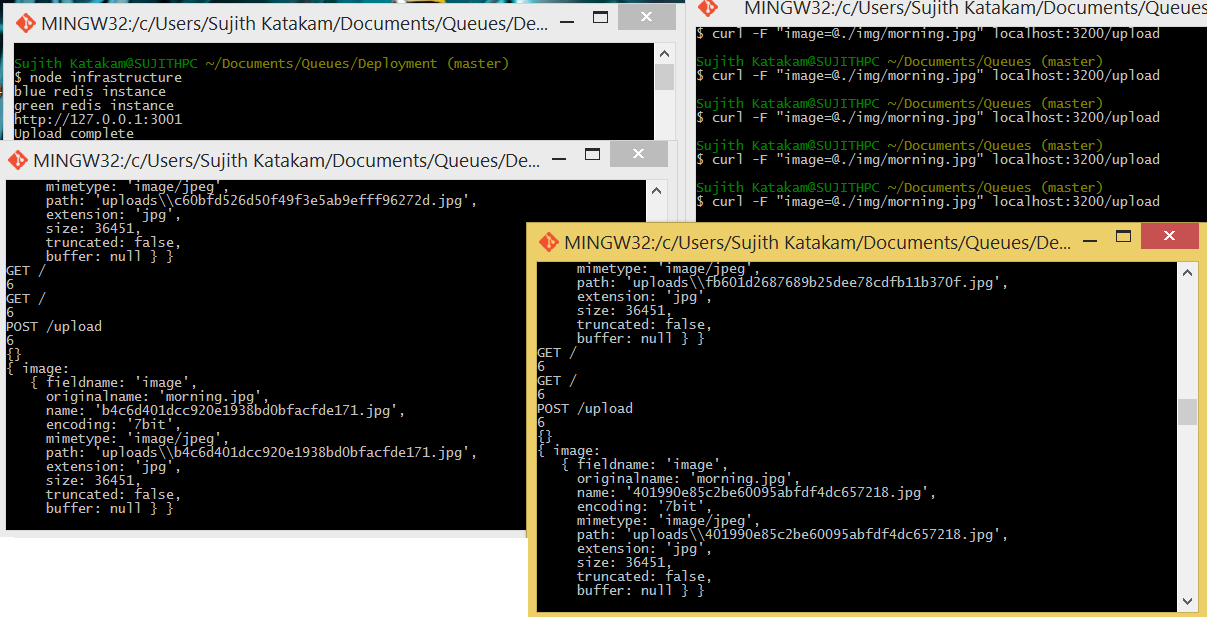 MINGW32:/c/Users/Sujith Katakam/Documents/Queues/De...
Sujith Katakam@SUJITHPC ~/Documents/Queues/Deployment (master)
$ node infrastructure
blue redis instance
green redis instance
http://127.0.0.1:3001
Upload complete
MINGW32:/c/Users/Sujith Katakam/Documents/Queues
$ curl -F "image=@./img/morning.jpg" localhost:3200/upload
Sujith Katakam@SUJITHPC ~/Documents/Queues (master)
$ curl -F "image=@./img/morning.jpg" localhost:3200/upload
Sujith Katakam@SUJITHPC ~/Documents/Queues (master)
$ curl -F "image=@./img/morning.jpg" localhost:3200/upload
Sujith Katakam@SUJITHPC ~/Documents/Queues (master)
$ curl -F "image=@./img/morning.jpg" localhost:3200/upload
Sujith Katakam@SUJITHPC ~/Documents/Queues (master)
$ curl -F "image=@./img/morning.jpg" localhost:3200/upload
MINGW32:/c/Users/Sujith Katakam/Documents/Queues/De...
mimetype: 'image/jpeg',
path: 'uploads\\c60bfd526d50f49f3e5ab9efff96272d.jpg',
extension: 'jpg',
size: 36451,
truncated: false,
buffer: null } }
GET /
6
GET /
6
POST /upload
6
{}
{ image:
{ fieldname: 'image',
originalname: 'morning.jpg',
name: 'b4c6d401dcc920e1938bd0bfacfde171.jpg',
encoding: '7bit',
mimetype: 'image/jpeg',
path: 'uploads\\b4c6d401dcc920e1938bd0bfacfde171.jpg',
extension: 'jpg',
size: 36451,
truncated: false,
buffer: null } }
MINGW32:/c/Users/Sujith Katakam/Documents/Queues/De...
mimetype: 'image/jpeg',
path: 'uploads\\fb601d2687689b25dee78cdfb11b370f.jpg',
extension: 'jpg',
size: 36451,
truncated: false,
buffer: null } }
GET /
6
GET /
6
POST /upload
6
{}
{ image:
{ fieldname: 'image',
originalname: 'morning.jpg',
name: '401990e85c2be60095abfdf4dc657218.jpg',
encoding: '7bit',
mimetype: 'image/jpeg',
path: 'uploads\\401990e85c2be60095abfdf4dc657218.jpg',
extension: 'jpg',
size: 36451,
truncated: false,
buffer: null } }